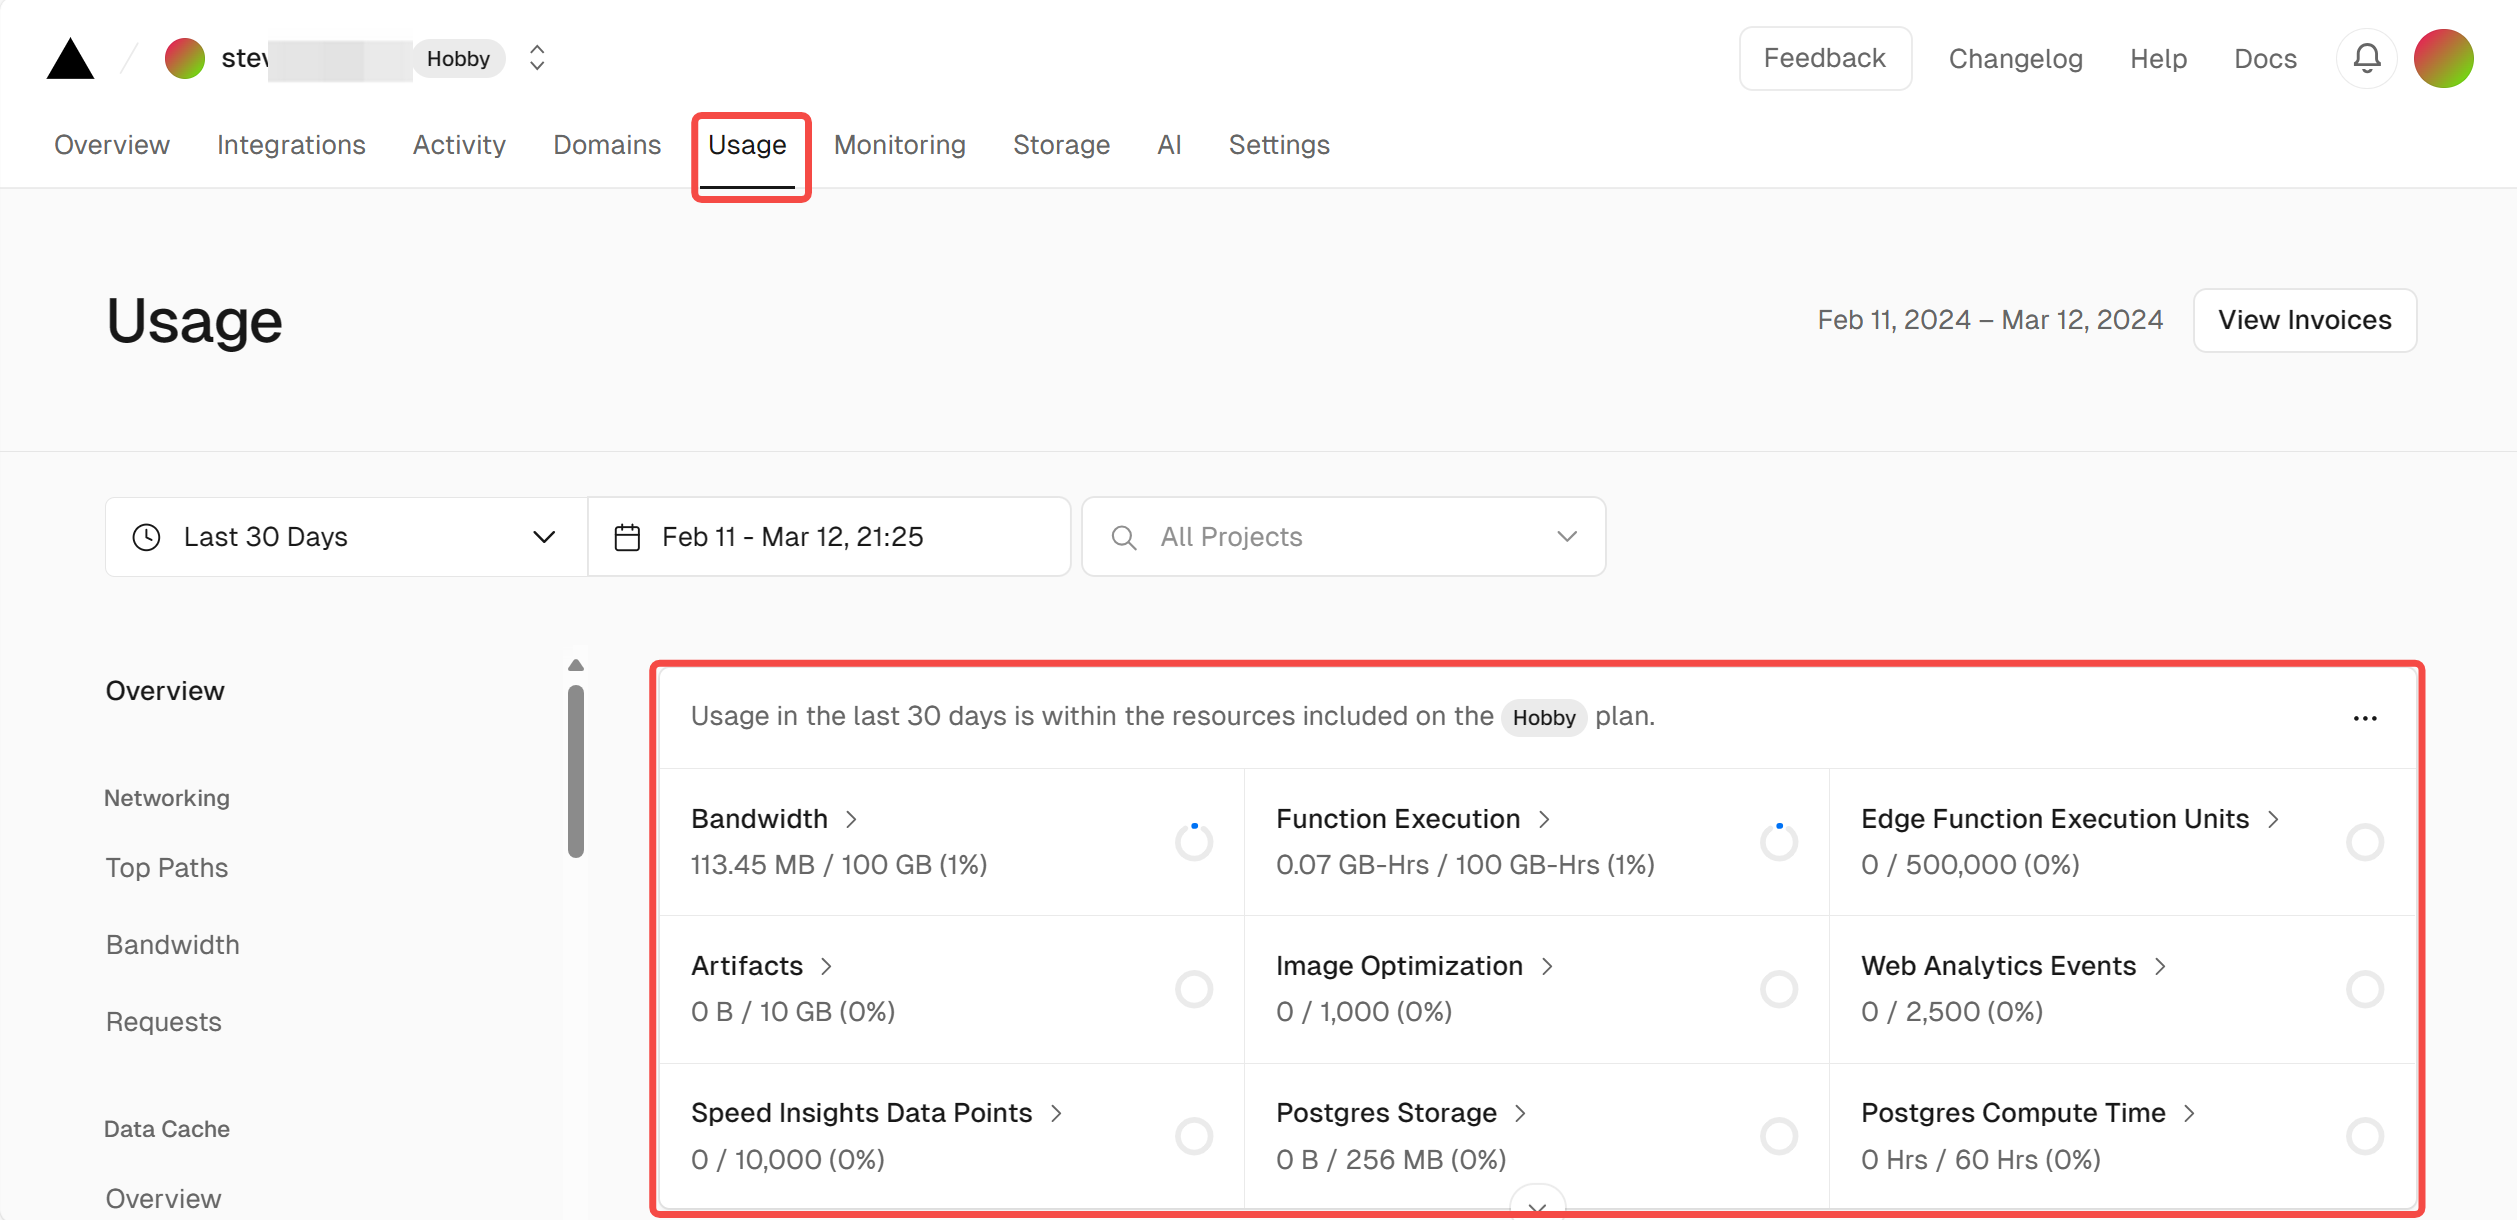 Hobby
Feedback
Changelog
Help
Docs
Overview
Integrations
Activity
Domains
Usage
Monitoring
Storage
AI
Settings
Usage
Feb 11, 2024 – Mar 12, 2024
View Invoices
Last 30 Days
Feb 11 - Mar 12, 21:25
All Projects
Overview
Networking
Top Paths
Bandwidth
Requests
Data Cache
Overview
Usage in the last 30 days is within the resources included on the Hobby plan.
Bandwidth
113.45 MB / 100 GB (1%)
Function Execution
0.07 GB-Hrs / 100 GB-Hrs (1%)
Edge Function Execution Units
0 / 500,000 (0%)
Artifacts
0 B / 10 GB (0%)
Image Optimization
0 / 1,000 (0%)
Web Analytics Events
0 / 2,500 (0%)
Speed Insights Data Points
0 / 10,000 (0%)
Postgres Storage
0 B / 256 MB (0%)
Postgres Compute Time
0 Hrs / 60 Hrs (0%)